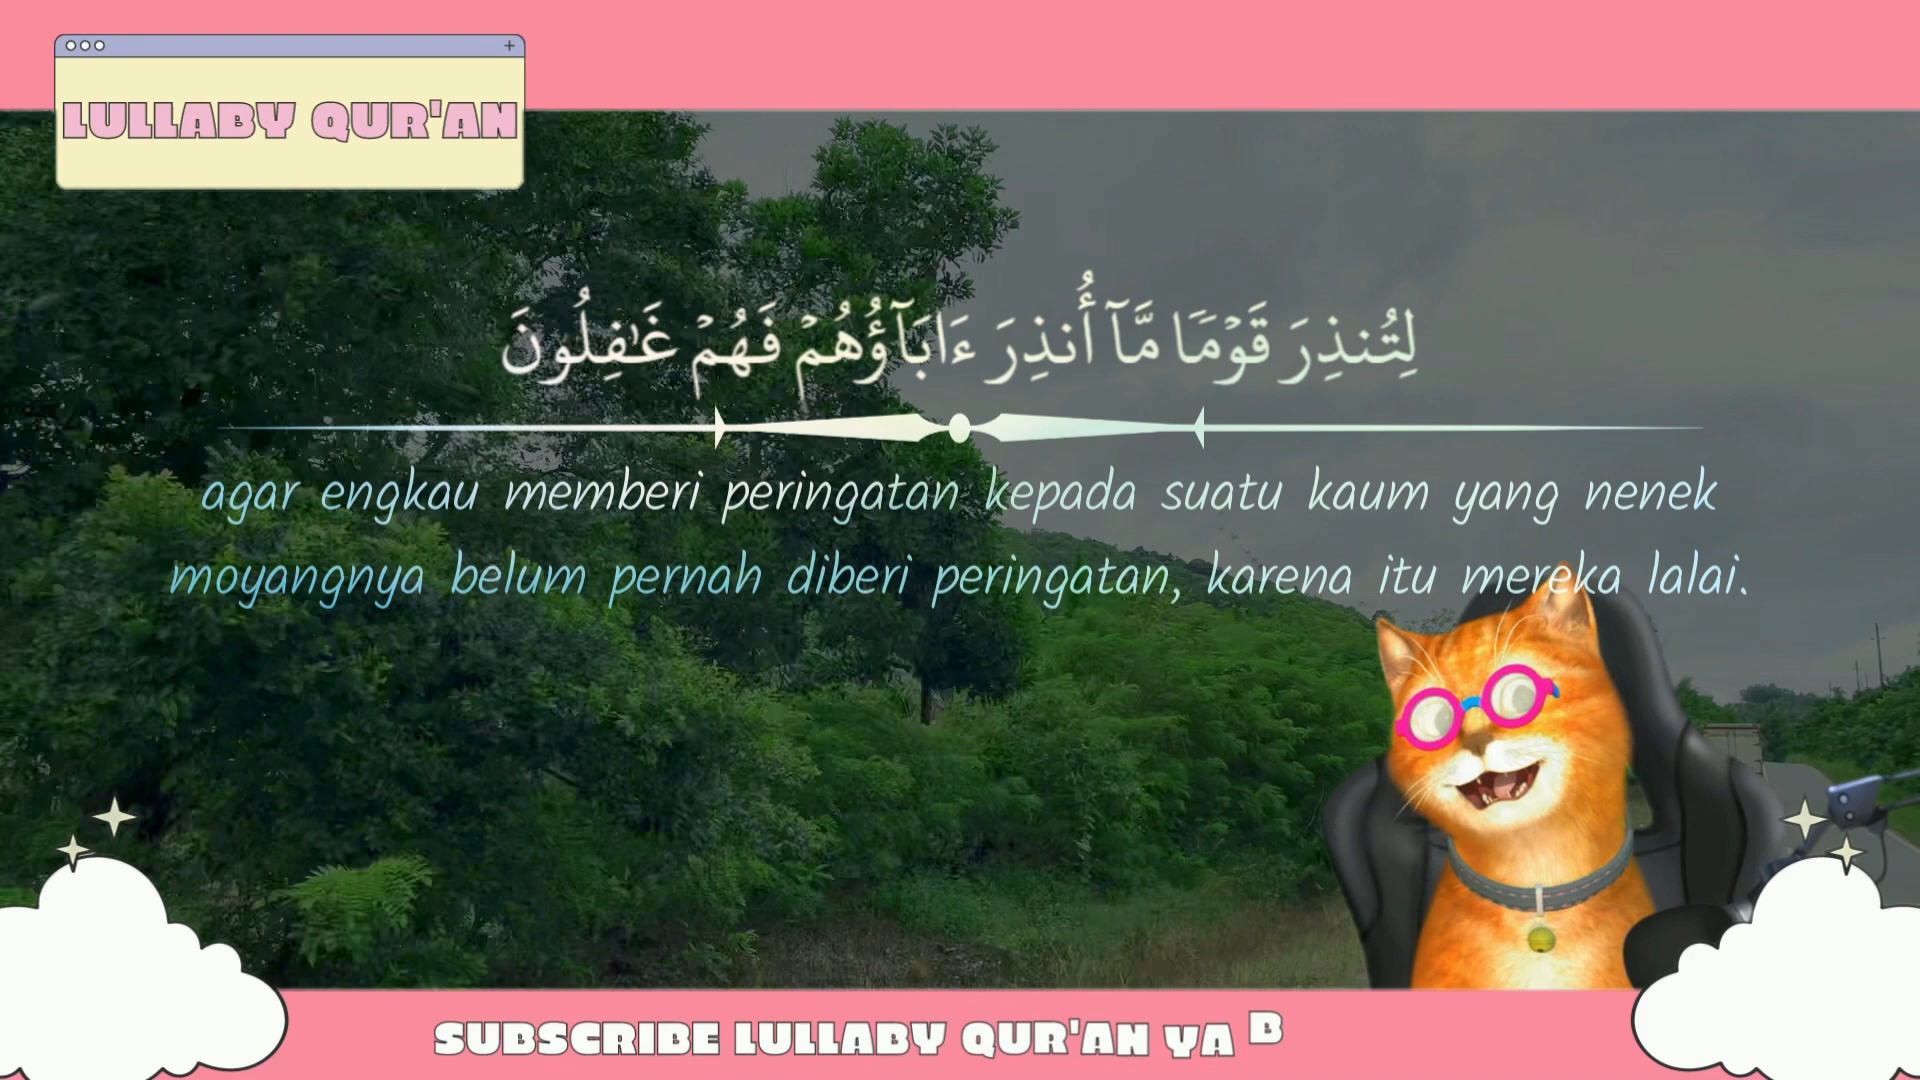 LULLABY QUR'AN
لِتُنذِرَ قَوْمَا مَّآ أُنذِرَ ءَابَآؤُهُمْ فَهُمْ غَٰفِلُونَ
agar engkau memberi peringatan kepada suatu kaum yang nenek
moyangnya belum pernah diberi peringatan, karena itu mereka lalai.
SUBSCRIBE LULLABY QUR'AN YA B